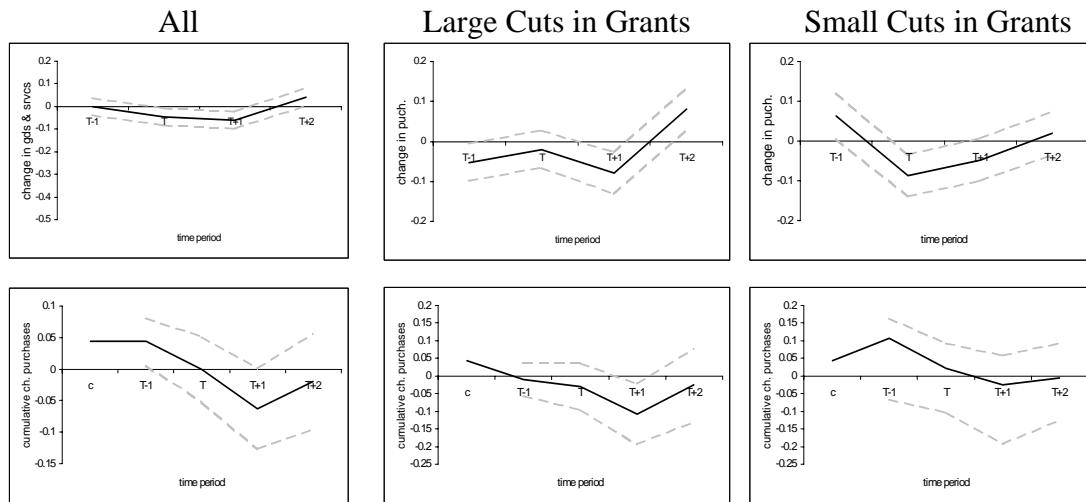 All
Large Cuts in Grants
Small Cuts in Grants
change in gds & srvcs
0.2
0.1
0
-0.1
-0.2
-0.3
-0.4
-0.5
T-1
T
T+1
T+2
time period
change in puch.
0.2
0.1
0
-0.1
-0.2
T-1
T
T+1
T+2
time period
change in puch.
0.2
0.1
0
-0.1
-0.2
T-1
T
T+1
T+2
time period
cumulative ch. purchases
0.1
0.05
0
-0.05
-0.1
-0.15
c
T-1
T
T+1
T+2
time period
cumulative ch. purchases
0.2
0.15
0.1
0.05
0
-0.05
-0.1
-0.15
-0.2
-0.25
c
T-1
T
T+1
T+2
time period
cumulative ch. purchases
0.2
0.15
0.1
0.05
0
-0.05
-0.1
-0.15
-0.2
-0.25
c
T-1
T
T+1
T+2
time period